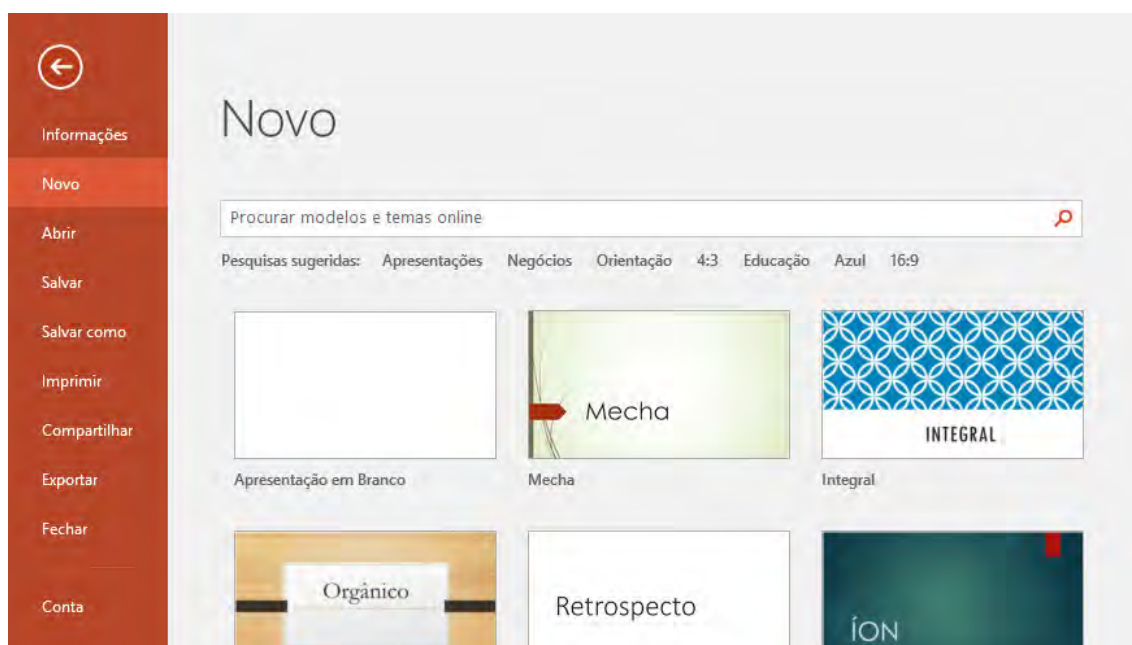 Informações
Novo
Abrir
Salvar
Salvar como
Imprimir
Compartilhar
Exportar
Fechar
Conta
Novo
Procurar modelos e temas online
Pesquisas sugeridas: Apresentações Negócios Orientação 4:3 Educação Azul 16:9
Mecha
INTEGRAL
Apresentação em Branco Mecha Integral
Orgânico
Retrospecto
ÍON